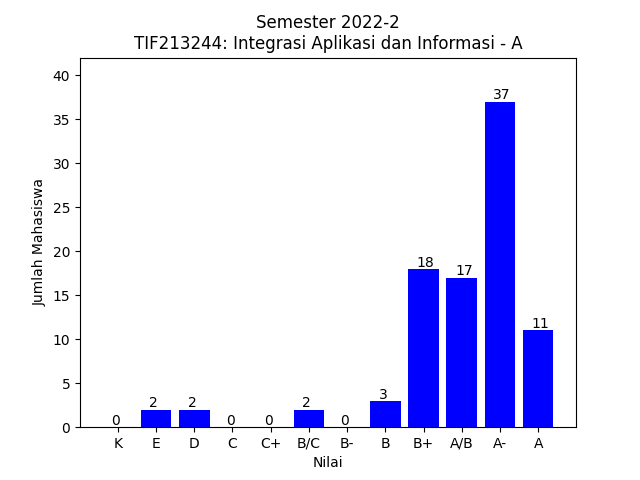 Semester 2022-2
TIF213244: Integrasi Aplikasi dan Informasi - A
Jumlah Mahasiswa
40
35
30
25
20
15
10
5
0
0 2 2 0 0 2 0 3 18 17 37 11
K E D C C+ B/C B- B B+ A/B A- A
Nilai